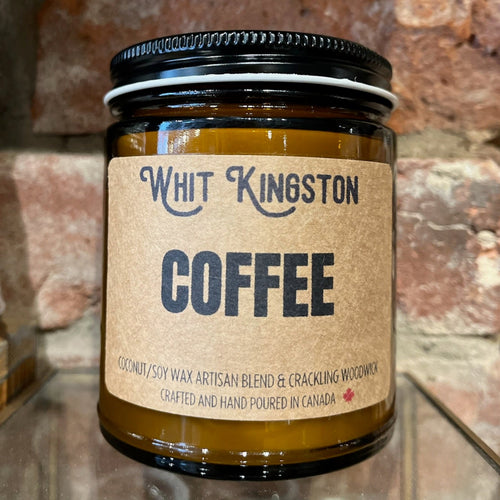 Whit Kingston
COFFEE
COCONUT/SOY WAX ARTISAN BLEND & CRACKLING WOODWICK
CRAFTED AND HAND POURED IN CANADA